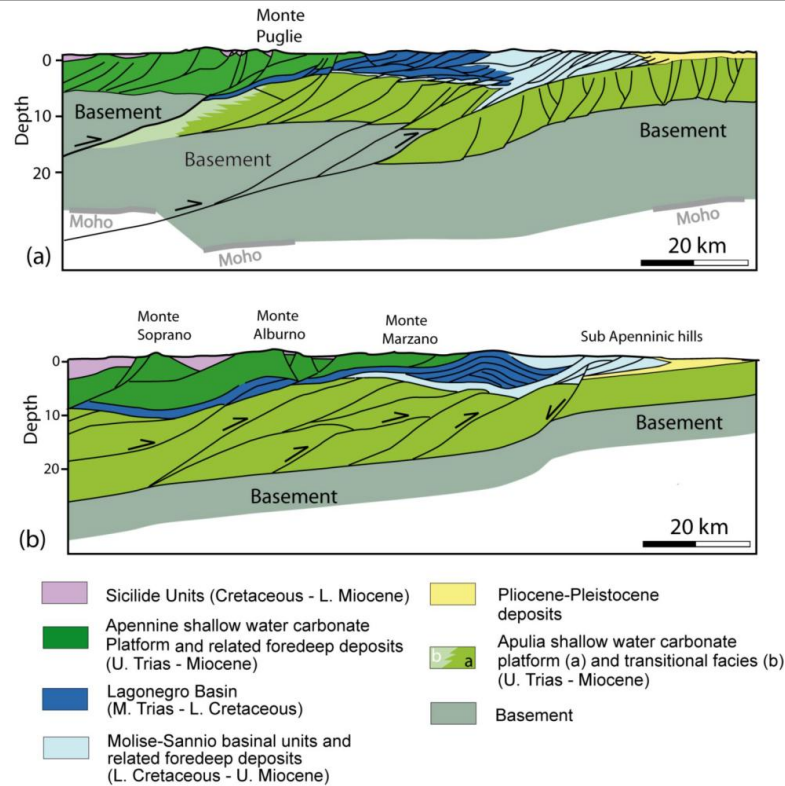 Monte
Puglie
0
10
20
Depth
Basement
Basement
Basement
Moho
Moho
Moho
20 km
(a)
Monte
Soprano
Monte
Alburno
Monte
Marzano
Sub Apenninic hills
0
10
20
Depth
Basement
Basement
20 km
(b)
Sicilide Units (Cretaceous - L. Miocene)
Apennine shallow water carbonate
Platform and related foredeep deposits
(U. Trias - Miocene)
Lagonegro Basin
(M. Trias - L. Cretaceous)
Molise-Sannio basinal units and
related foredeep deposits
(L. Cretaceous - U. Miocene)
Pliocene-Pleistocene
deposits
b a
Apulia shallow water carbonate
platform (a) and transitional facies (b)
(U. Trias - Miocene)
Basement